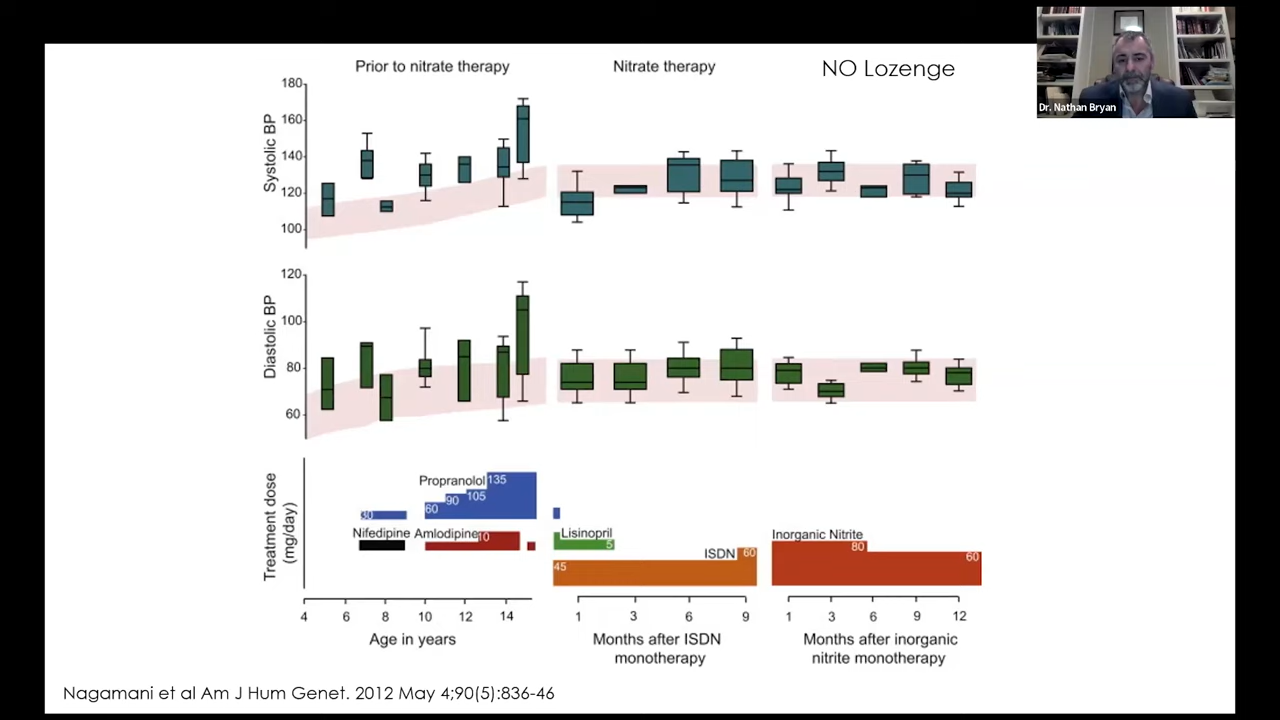 Prior to nitrate therapy
Nitrate therapy
NO Lozenge
Dr. Nathan Bryan
Systolic BP
180
160
140
120
100
Diastolic BP
120
100
80
60
Treatment dose
(mg/day)
Propranolol
30
60
90
105
135
Nifedipine
Amlodipine
10
Lisinopril
5
ISDN
45
60
Inorganic Nitrite
80
60
4 6 8 10 12 14
Age in years
1 3 6 9
Months after ISDN
monotherapy
1 3 6 9 12
Months after inorganic
nitrite monotherapy
Nagamani et al Am J Hum Genet. 2012 May 4;90(5):836-46